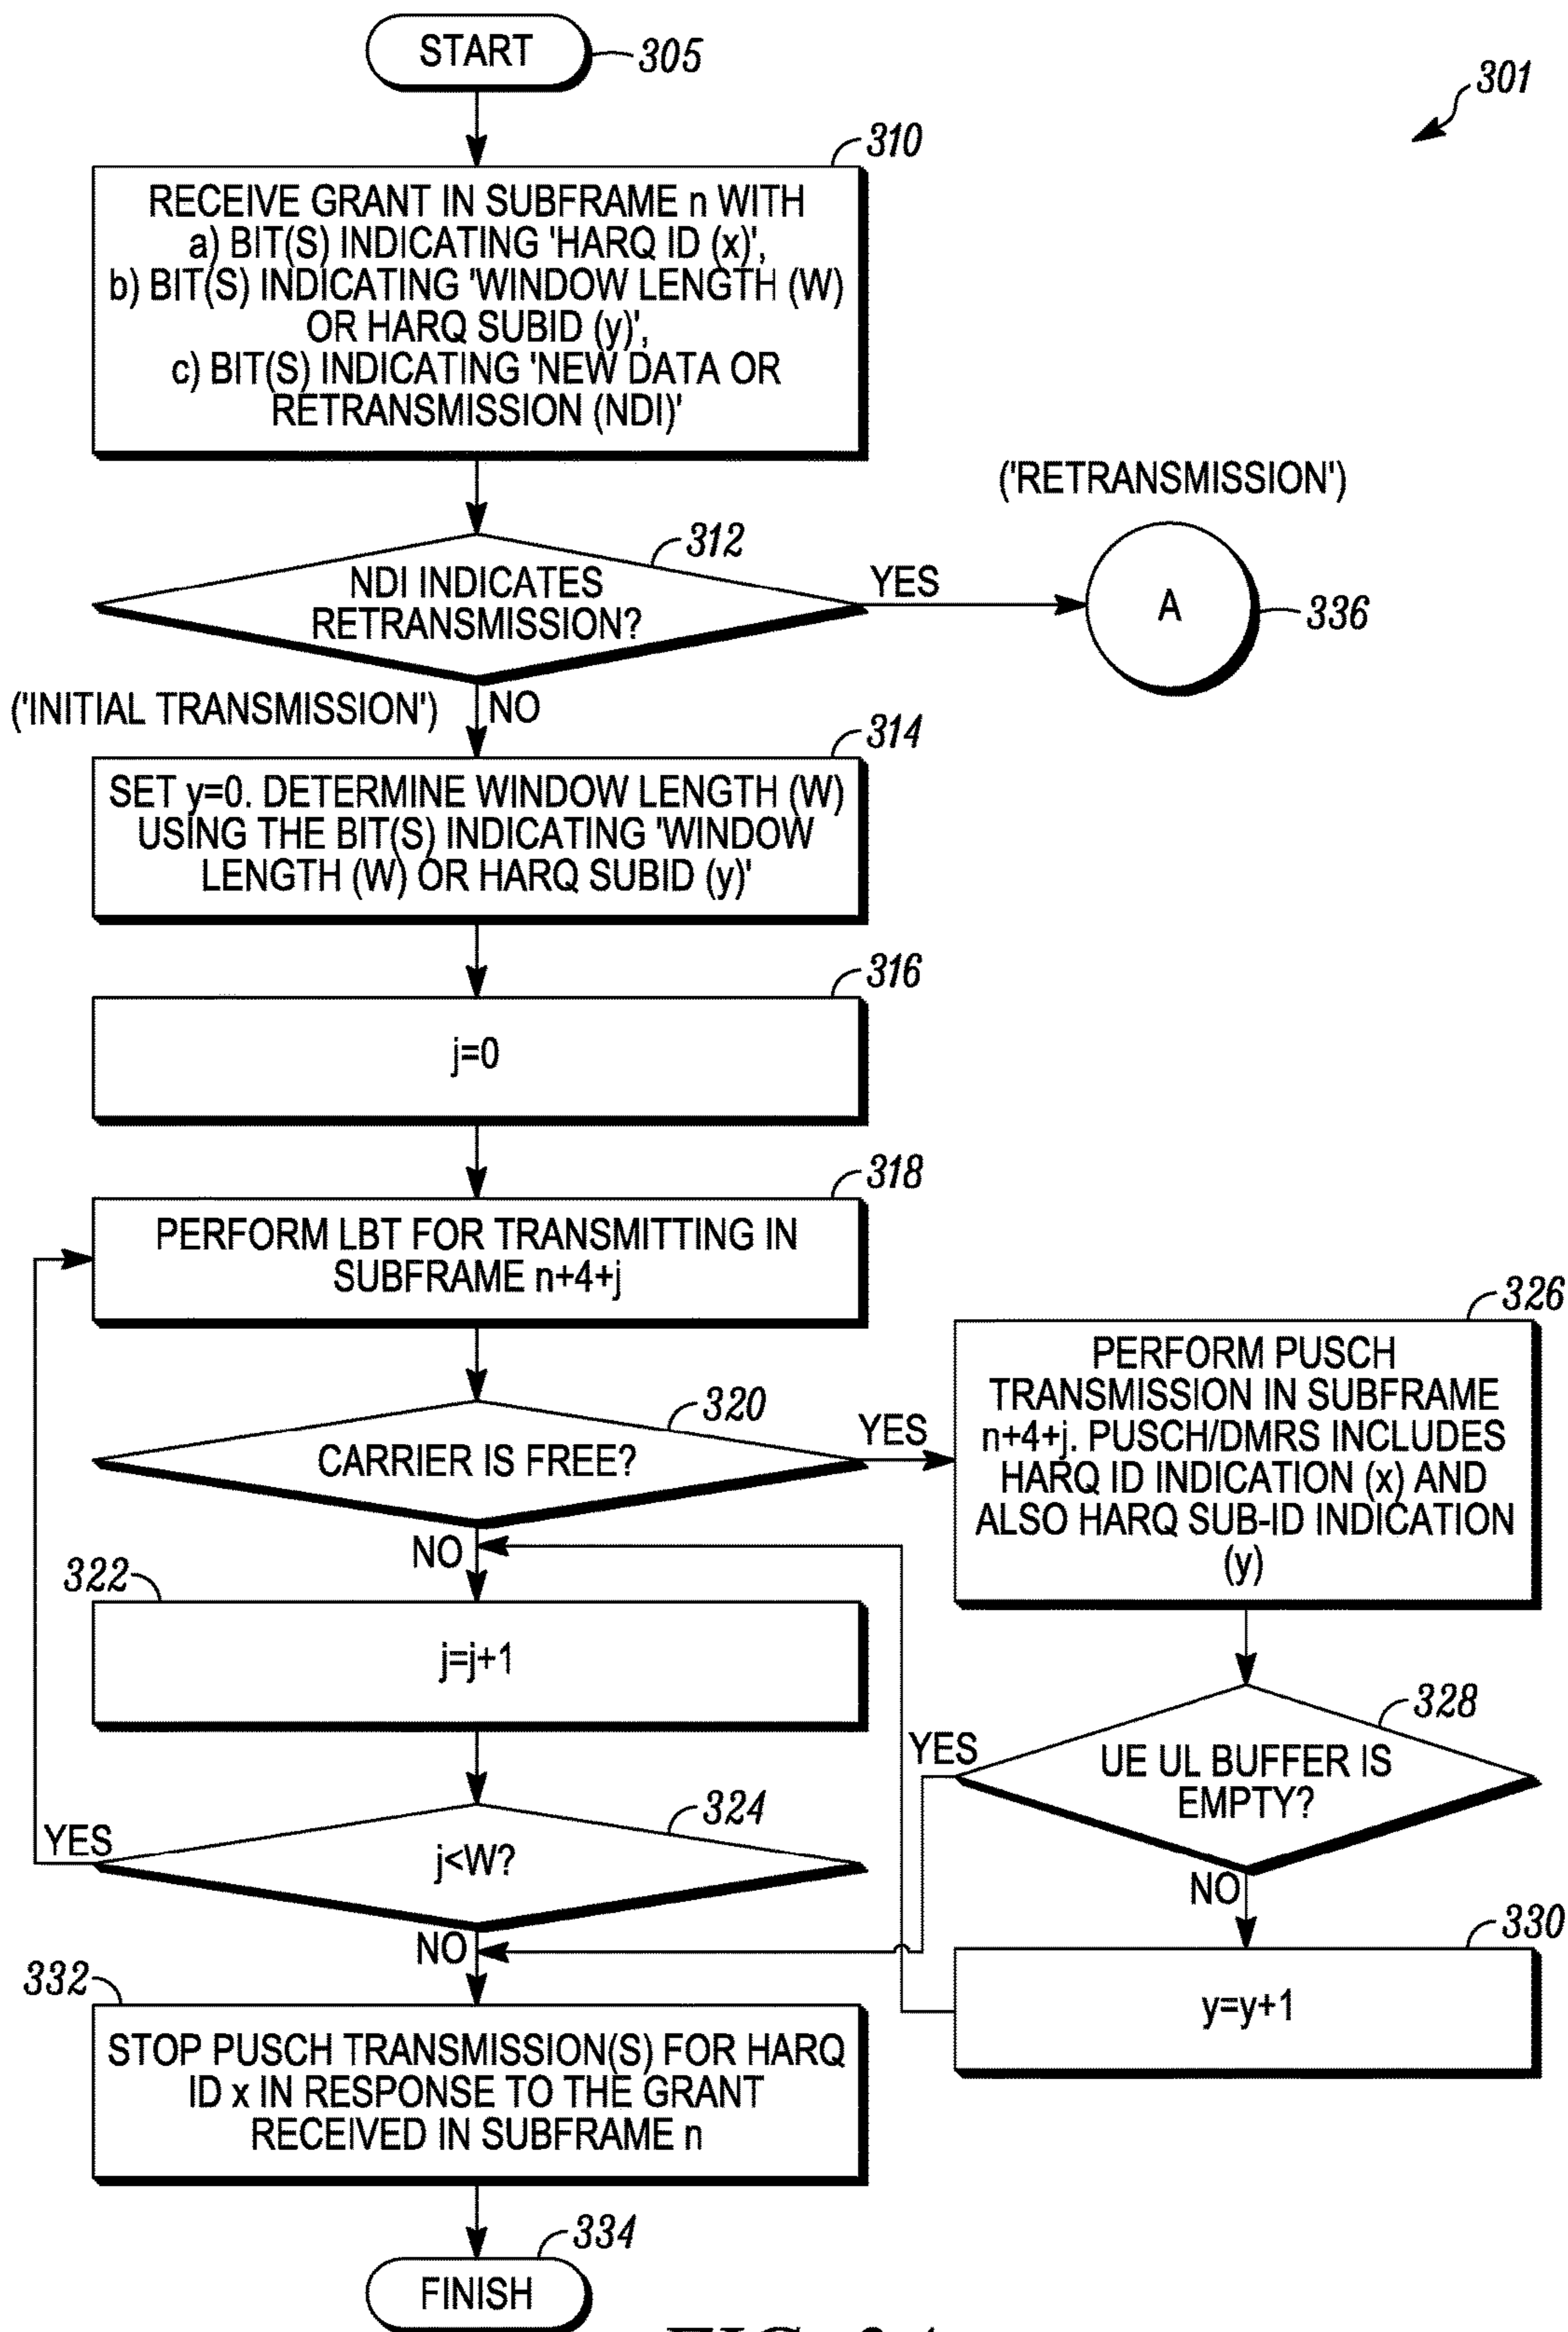 START
305
301
310
RECEIVE GRANT IN SUBFRAME n WITH
a) BIT(S) INDICATING 'HARQ ID (x)',
b) BIT(S) INDICATING 'WINDOW LENGTH (W)
OR HARQ SUBID (y)',
c) BIT(S) INDICATING 'NEW DATA OR
RETRANSMISSION (NDI)'
('RETRANSMISSION')
312
NDI INDICATES
RETRANSMISSION?
YES
A
336
('INITIAL TRANSMISSION')
NO
314
SET y=0. DETERMINE WINDOW LENGTH (W)
USING THE BIT(S) INDICATING 'WINDOW
LENGTH (W) OR HARQ SUBID (y)'
316
j=0
318
PERFORM LBT FOR TRANSMITTING IN
SUBFRAME n+4+j
320
CARRIER IS FREE?
YES
326
PERFORM PUSCH
TRANSMISSION IN SUBFRAME
n+4+j. PUSCH/DMRS INCLUDES
HARQ ID INDICATION (x) AND
ALSO HARQ SUB-ID INDICATION
(y)
NO
322
j=j+1
328
UE UL BUFFER IS
EMPTY?
YES
NO
324
j<W?
YES
NO
330
y=y+1
332
STOP PUSCH TRANSMISSION(S) FOR HARQ
ID x IN RESPONSE TO THE GRANT
RECEIVED IN SUBFRAME n
334
FINISH